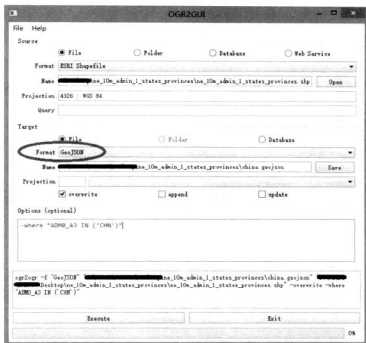 OGR2GUI
File Help
Source
File Folder Database Web Service
Format ESRI Shapefile
Name \ne_10m_admin_1_states_provinces\ne_10m_admin_1_states_provinces.shp Open
Projection 4326 WGS 84
Query
Target
File Folder Database
Format GeoJSON
Name ne_10m_admin_1_states_provinces\china.geojson Save
Projection
overwrite append update
Options (optional)
-where "ADM0_A3 IN ('CHN')"
ogr2ogr -f "GeoJSON" ne_10m_admin_1_states_provinces\china.geojson"
Desktop\ne_10m_admin_1_states_provinces\ne_10m_admin_1_states_provinces.shp" -overwrite -where
"ADM0_A3 IN ('CHN')"
Execute Exit
0%